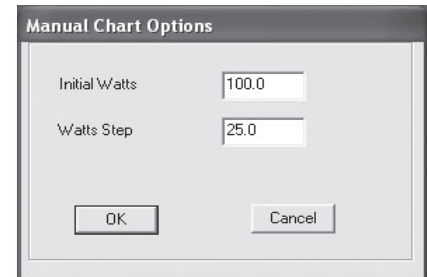 Manual Chart Options
Initial Watts 100.0
Watts Step 25.0
OK Cancel